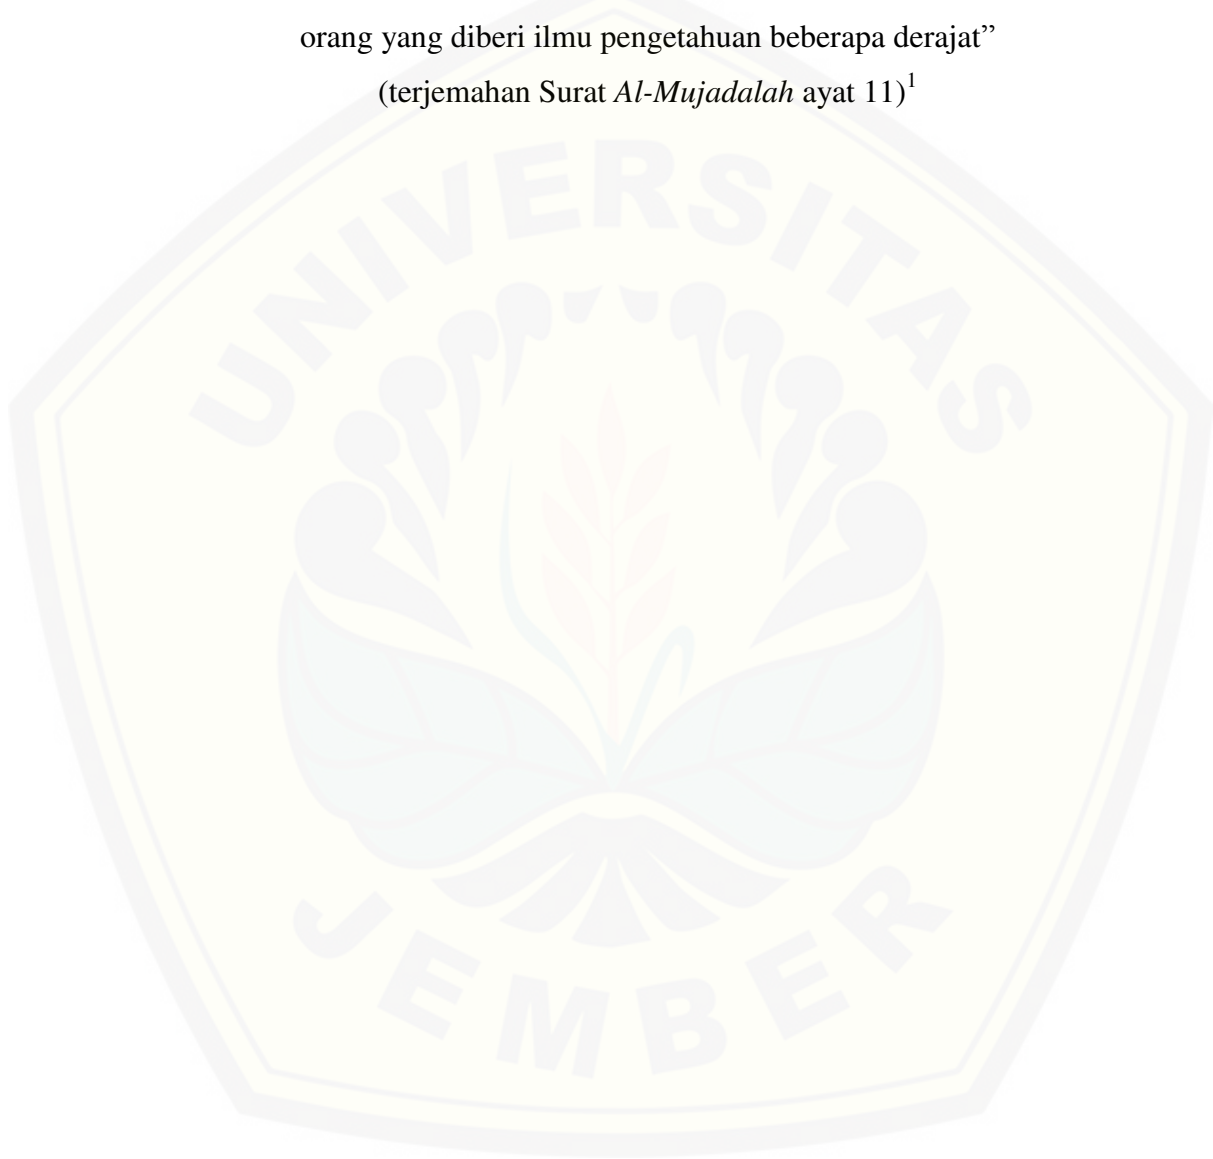 orang yang diberi ilmu pengetahuan beberapa derajat”
(terjemahan Surat Al-Mujadalah ayat 11)1
UNIVERSITAS
JEMBER